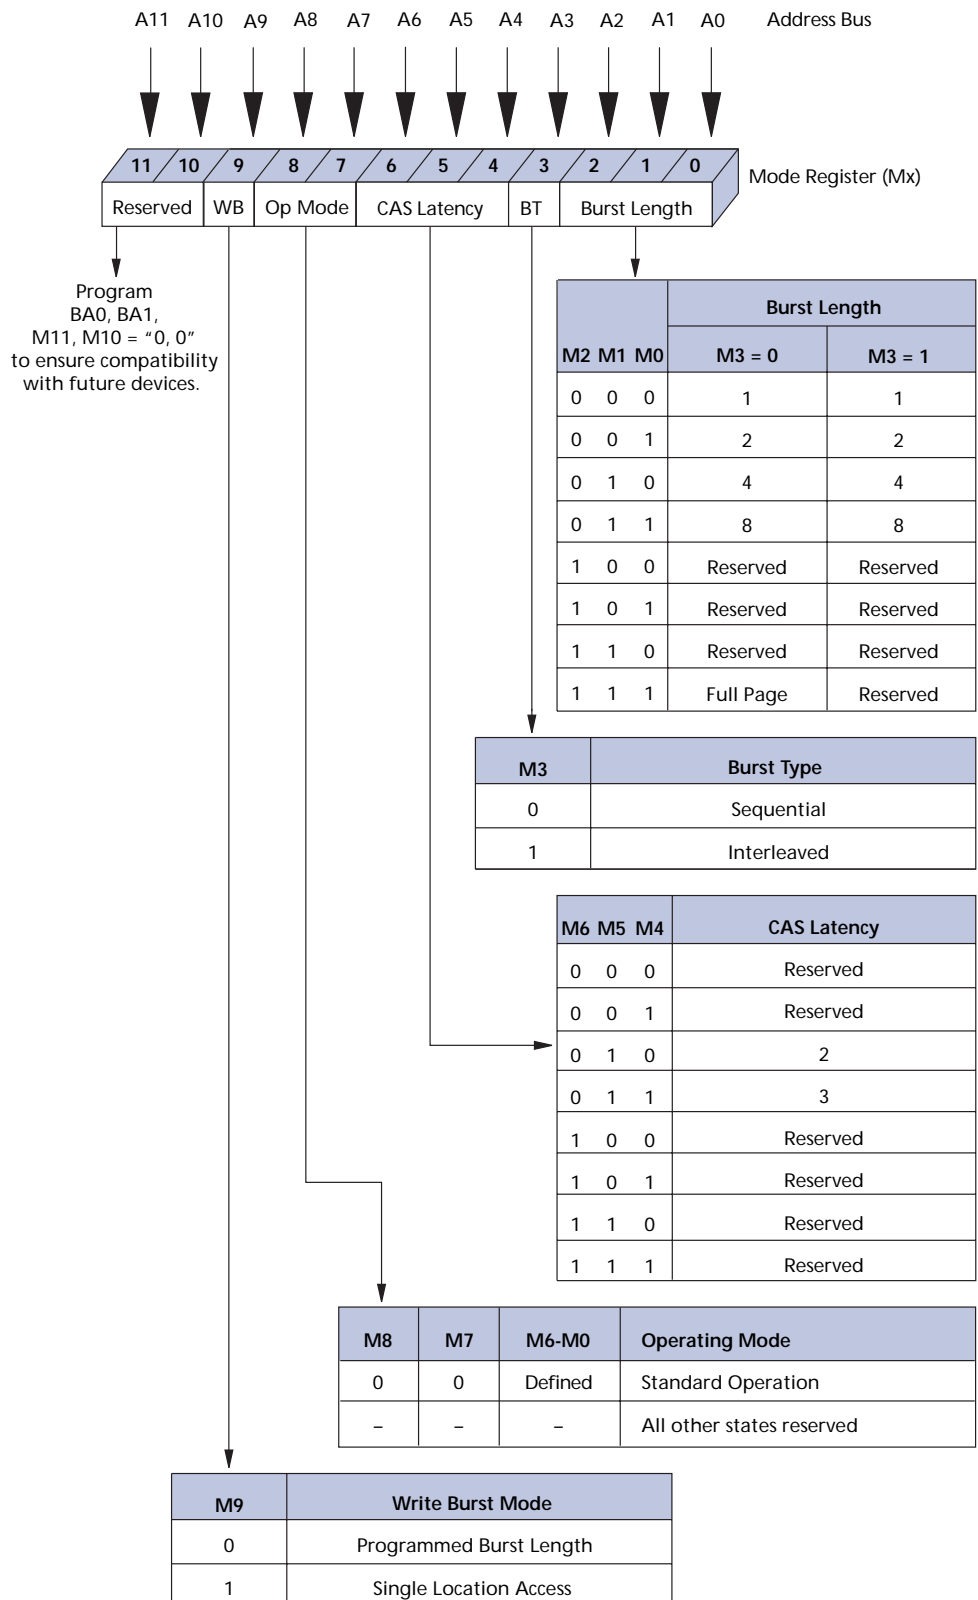 A11 A10 A9 A8 A7 A6 A5 A4 A3 A2 A1 A0 Address Bus
11 10 9 8 7 6 5 4 3 2 1 0
Mode Register (Mx)
Reserved WB Op Mode CAS Latency BT Burst Length
Program
BA0, BA1,
M11, M10 = “0, 0”
to ensure compatibility
with future devices.
Burst Length
M2 M1 M0 M3 = 0 M3 = 1
0 0 0 1 1
0 0 1 2 2
0 1 0 4 4
0 1 1 8 8
1 0 0 Reserved Reserved
1 0 1 Reserved Reserved
1 1 0 Reserved Reserved
1 1 1 Full Page Reserved
M3 Burst Type
0 Sequential
1 Interleaved
M6 M5 M4 CAS Latency
0 0 0 Reserved
0 0 1 Reserved
0 1 0 2
0 1 1 3
1 0 0 Reserved
1 0 1 Reserved
1 1 0 Reserved
1 1 1 Reserved
M8 M7 M6-M0 Operating Mode
0 0 Defined Standard Operation
– – – All other states reserved
M9 Write Burst Mode
0 Programmed Burst Length
1 Single Location Access